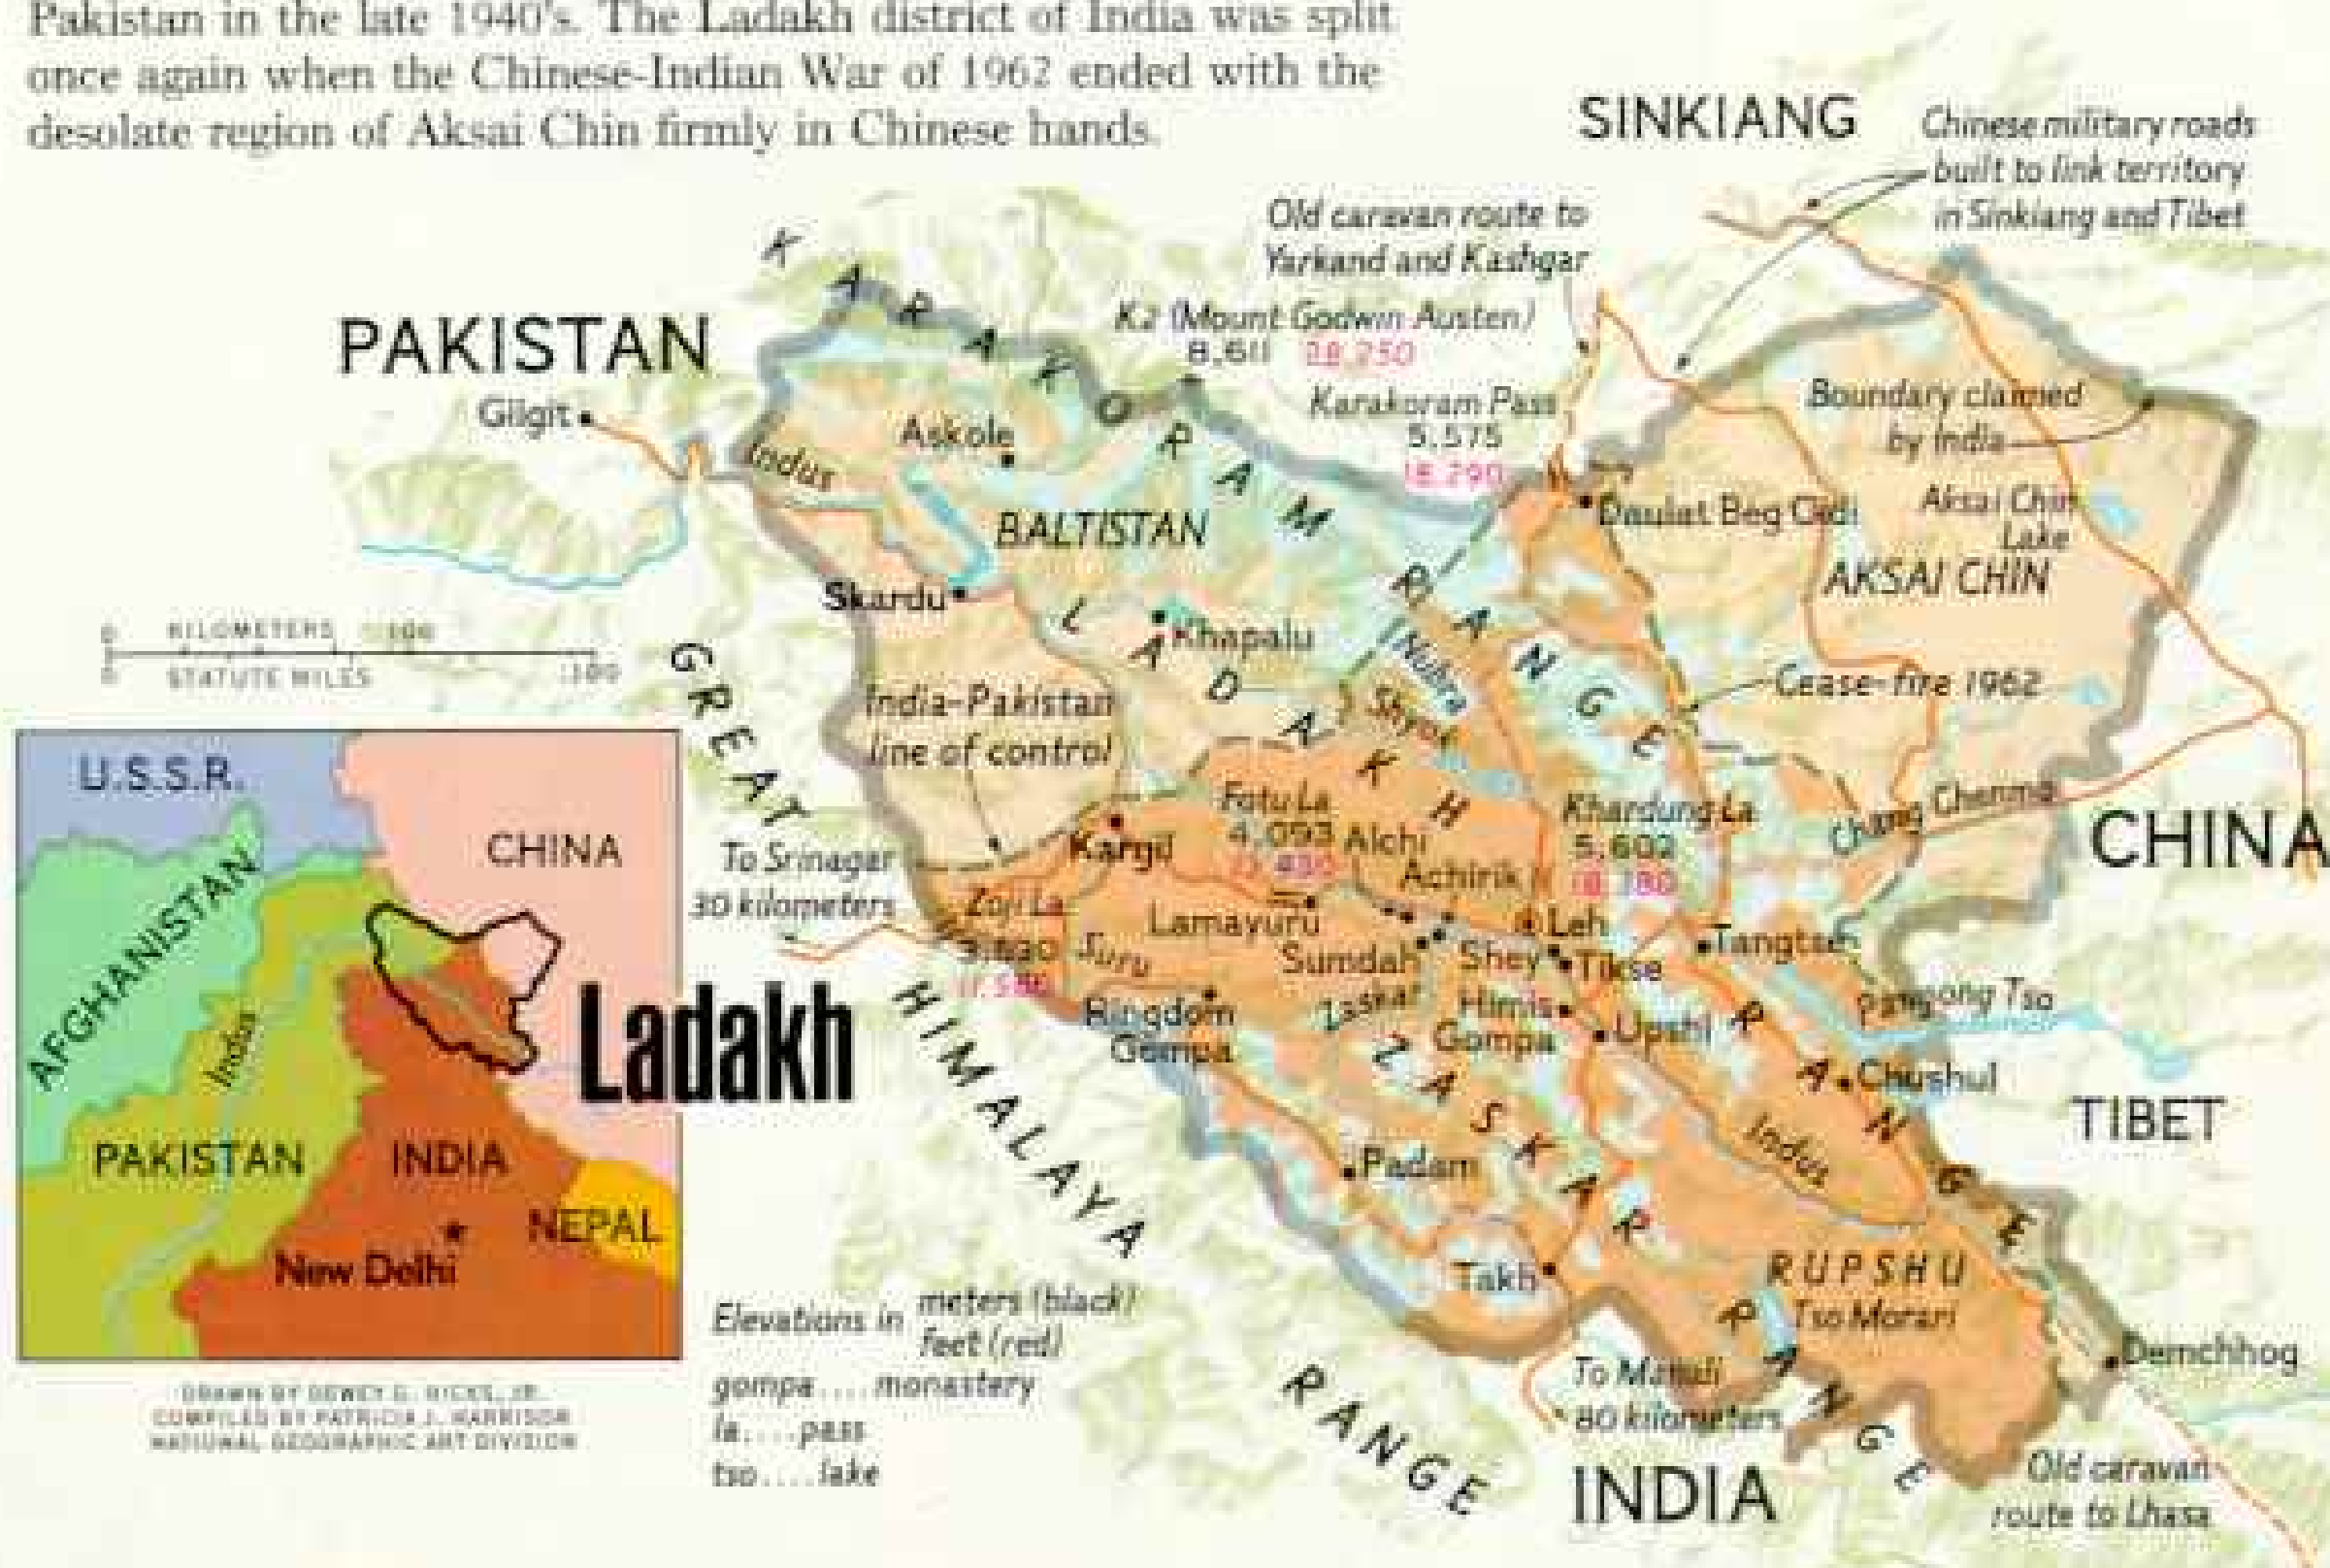 Pakistan in the late 1940's. The Ladakh district of India was split
once again when the Chinese-Indian War of 1962 ended with the
desolate region of Aksai Chin firmly in Chinese hands.
SINKIANG
Chinese military roads
built to link territory
in Sinkiang and Tibet
Old caravan route to
Yarkand and Kashgar
KARAKORAM RANGE
K2 (Mount Godwin Austen)
8,611 28,250
PAKISTAN
Gilgit
Karakoram Pass
5,575
18,290
Boundary claimed
by India
Askole
Indus
Daulat Beg Oldi
Aksai Chin
Lake
BALTISTAN
AKSAI CHIN
Skardu
Khapalu
LADAKH RANGE
Nubra
Shyok
KILOMETERS 100
STATUTE MILES 100
GREAT HIMALAYA RANGE
India-Pakistan
line of control
Cease-fire 1962
U.S.S.R.
CHINA
AFGHANISTAN
Indus
PAKISTAN
INDIA
NEPAL
New Delhi
Ladakh
Fotu La
4,093
Khardung La
5,602
Chang Chenmo
CHINA
Kargil
Alchi
Achirik
To Srinagar
30 kilometers
Zoji La
Suru
Lamayuru
Leh
Sumdah
Shey
Tikse
Tangtse
Zaskar
Himis
Gompa
Ringdom
Gompa
Upshi
Pangong Tso
ZASKAR RANGE
Chushul
TIBET
Padam
Indus
Takh
RUPSHU
Tso Morari
Elevations in meters (black)
feet (red)
gompa....monastery
la....pass
tso....lake
Demchhog
To Manali
80 kilometers
INDIA
Old caravan
route to Lhasa
DRAWN BY DEWEY G. HICKS, JR.
COMPILED BY PATRICIA J. HARRISON
NATIONAL GEOGRAPHIC ART DIVISION